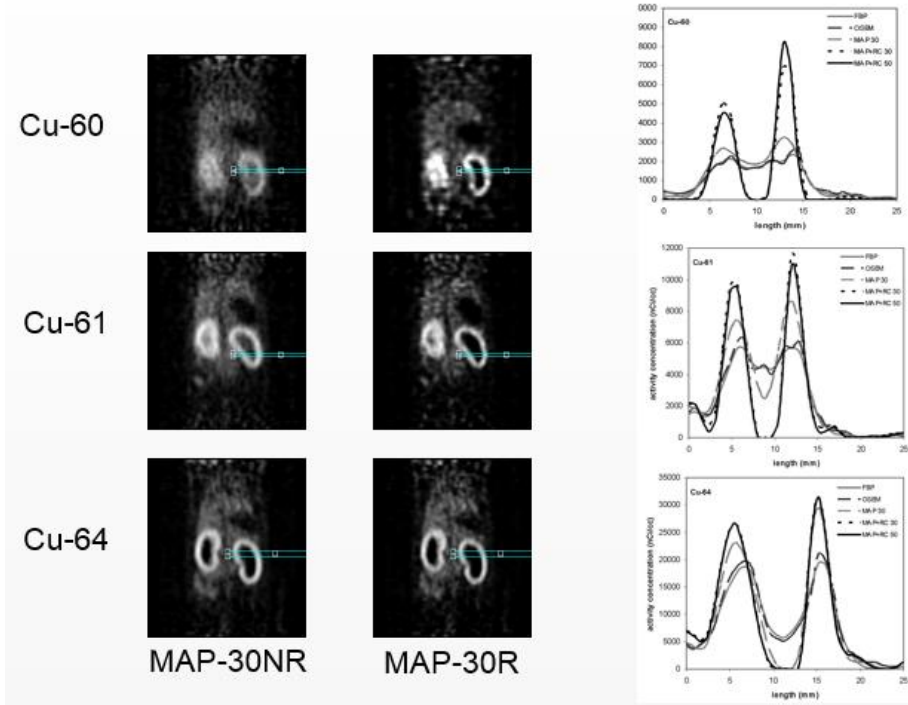 Cu-60
Cu-61
Cu-64
MAP-30NR
MAP-30R
Cu-60
FBP
OSEM
MAP 30
MAP+RC 30
MAP+RC 50
0000
9000
8000
7000
6000
5000
4000
3000
2000
1000
0
0 5 10 15 20 25
length (mm)
Cu-61
FBP
OSEM
MAP 30
MAP+RC 30
MAP+RC 50
activity concentration (nCi/cc)
12000
10000
8000
6000
4000
2000
0
0 5 10 15 20 25
length (mm)
Cu-64
FBP
OSEM
MAP 30
MAP+RC 30
MAP+RC 50
activity concentration (nCi/cc)
35000
30000
25000
20000
15000
10000
5000
0
0 5 10 15 20 25
length (mm)